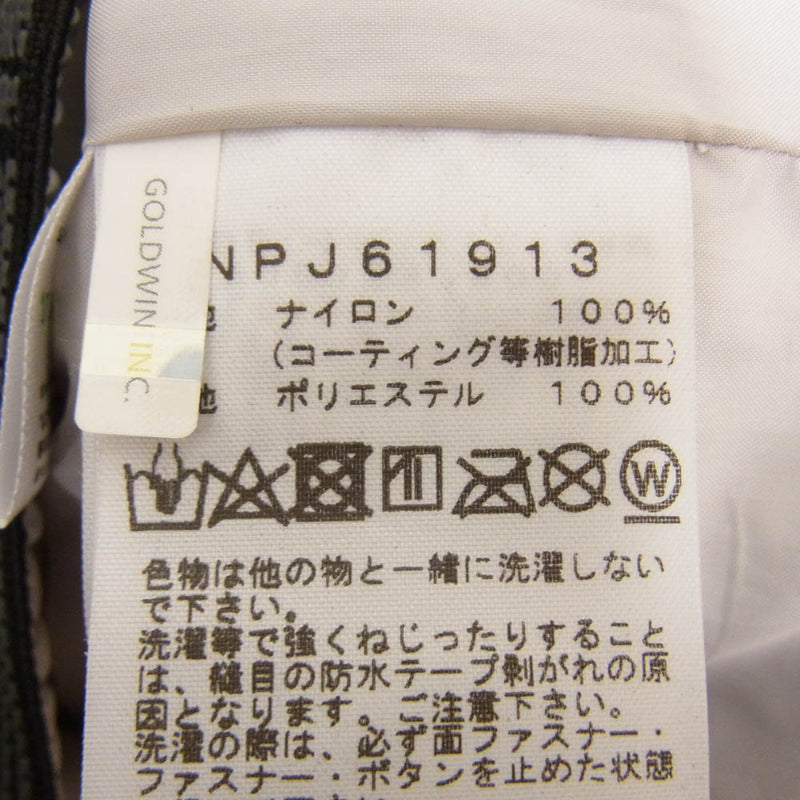 GOLDWIN INC.
NPJ61913
地 ナイロン 100%
(コーティング等樹脂加工)
地 ポリエステル 100%
W
色物は他の物と一緒に洗濯しない
で下さい。
洗濯等で強くねじったりすること
は、縫目の防水テープ剥がれの原
因となります。ご注意下さい。
洗濯の際は、必ず面ファスナー・
ファスナー・ボタンを止めた状態